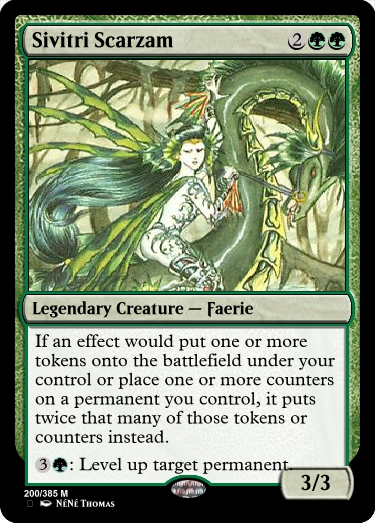 Sivitri Scarzam 2
Legendary Creature — Faerie
If an effect would put one or more
tokens onto the battlefield under your
control or place one or more counters
on a permanent you control, it puts
twice that many of those tokens or
counters instead.
3: Level up target permanent.
3/3
200/385 M
NéNé Thomas